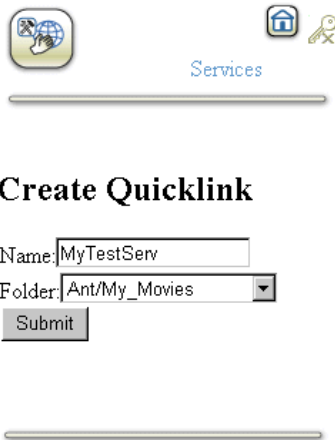 Services
Create Quicklink
Name: MyTestServ
Folder: Ant/My_Movies
Submit